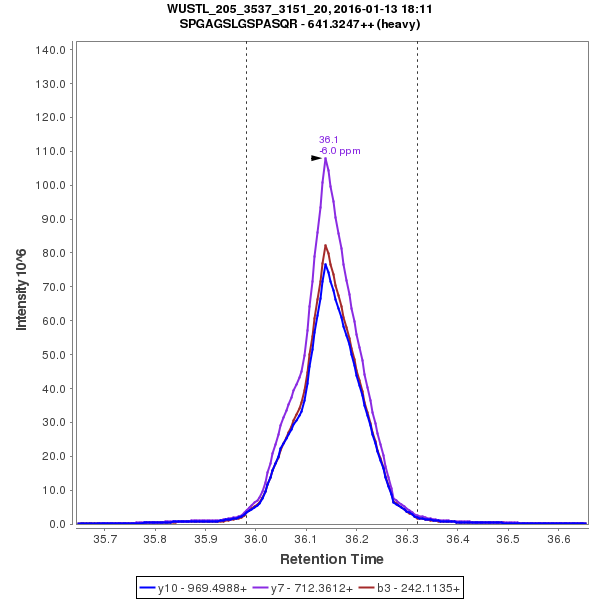 WUSTL_205_3537_3151_20, 2016-01-13 18:11
SPGAGSLGSPASQR - 641.3247++ (heavy)
140.0
130.0
120.0
110.0
100.0
90.0
80.0
70.0
60.0
50.0
40.0
30.0
20.0
10.0
0.0
Intensity 10^6
36.1
-6.0 ppm
35.7 35.8 35.9 36.0 36.1 36.2 36.3 36.4 36.5 36.6
Retention Time
y10 - 969.4988+ y7 - 712.3612+ b3 - 242.1135+